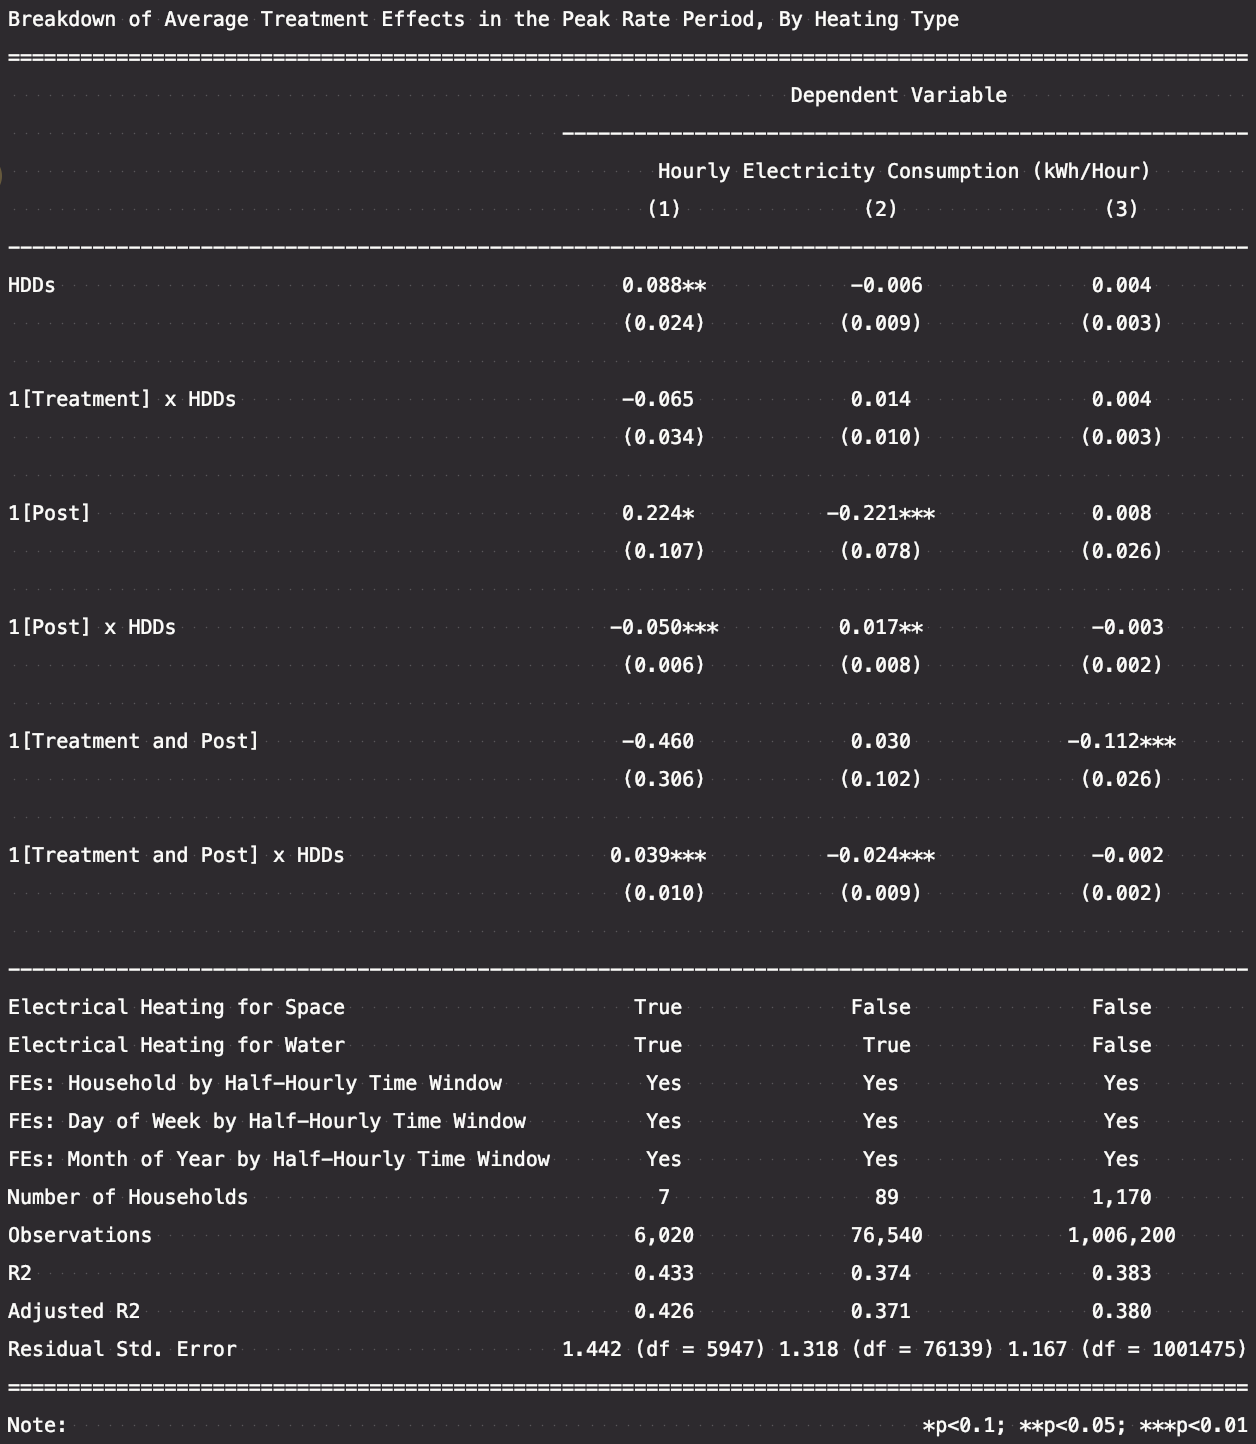 Breakdown of Average Treatment Effects in the Peak Rate Period, By Heating Type
Dependent Variable
Hourly Electricity Consumption (kWh/Hour)
(1) (2) (3)
HDDs 0.088** -0.006 0.004
(0.024) (0.009) (0.003)
1[Treatment] x HDDs -0.065 0.014 0.004
(0.034) (0.010) (0.003)
1[Post] 0.224* -0.221*** 0.008
(0.107) (0.078) (0.026)
1[Post] x HDDs -0.050*** 0.017** -0.003
(0.006) (0.008) (0.002)
1[Treatment and Post] -0.460 0.030 -0.112***
(0.306) (0.102) (0.026)
1[Treatment and Post] x HDDs 0.039*** -0.024*** -0.002
(0.010) (0.009) (0.002)
Electrical Heating for Space True False False
Electrical Heating for Water True True False
FEs: Household by Half-Hourly Time Window Yes Yes Yes
FEs: Day of Week by Half-Hourly Time Window Yes Yes Yes
FEs: Month of Year by Half-Hourly Time Window Yes Yes Yes
Number of Households 7 89 1,170
Observations 6,020 76,540 1,006,200
R2 0.433 0.374 0.383
Adjusted R2 0.426 0.371 0.380
Residual Std. Error 1.442 (df = 5947) 1.318 (df = 76139) 1.167 (df = 1001475)
Note: *p<0.1; **p<0.05; ***p<0.01